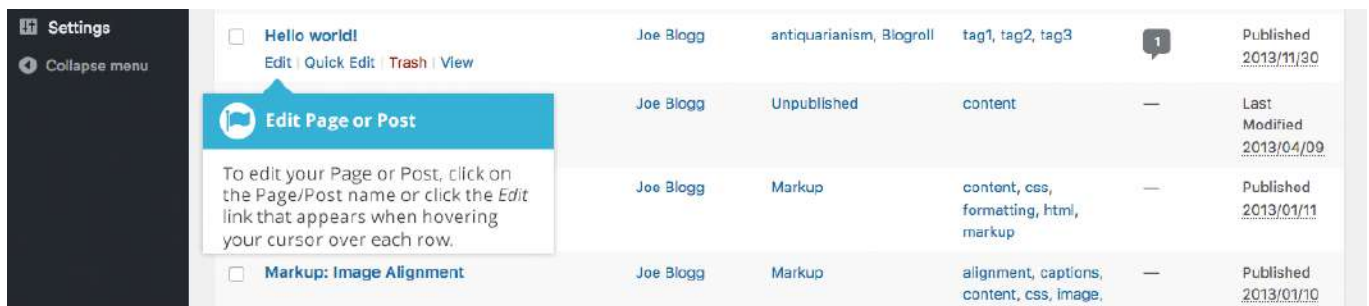 Settings
Collapse menu
Hello world!
Joe Blogg
antiquarianism, Blogroll
tag1, tag2, tag3
1
Published
2013/11/30
Edit | Quick Edit | Trash | View
Edit Page or Post
To edit your Page or Post, click on
the Page/Post name or click the Edit
link that appears when hovering
your cursor over each row.
Joe Blogg
Unpublished
content
—
Last
Modified
2013/04/09
Joe Blogg
Markup
content, css,
formatting, html,
markup
—
Published
2013/01/11
Markup: Image Alignment
Joe Blogg
Markup
alignment, captions,
content, css, image,
—
Published
2013/01/10